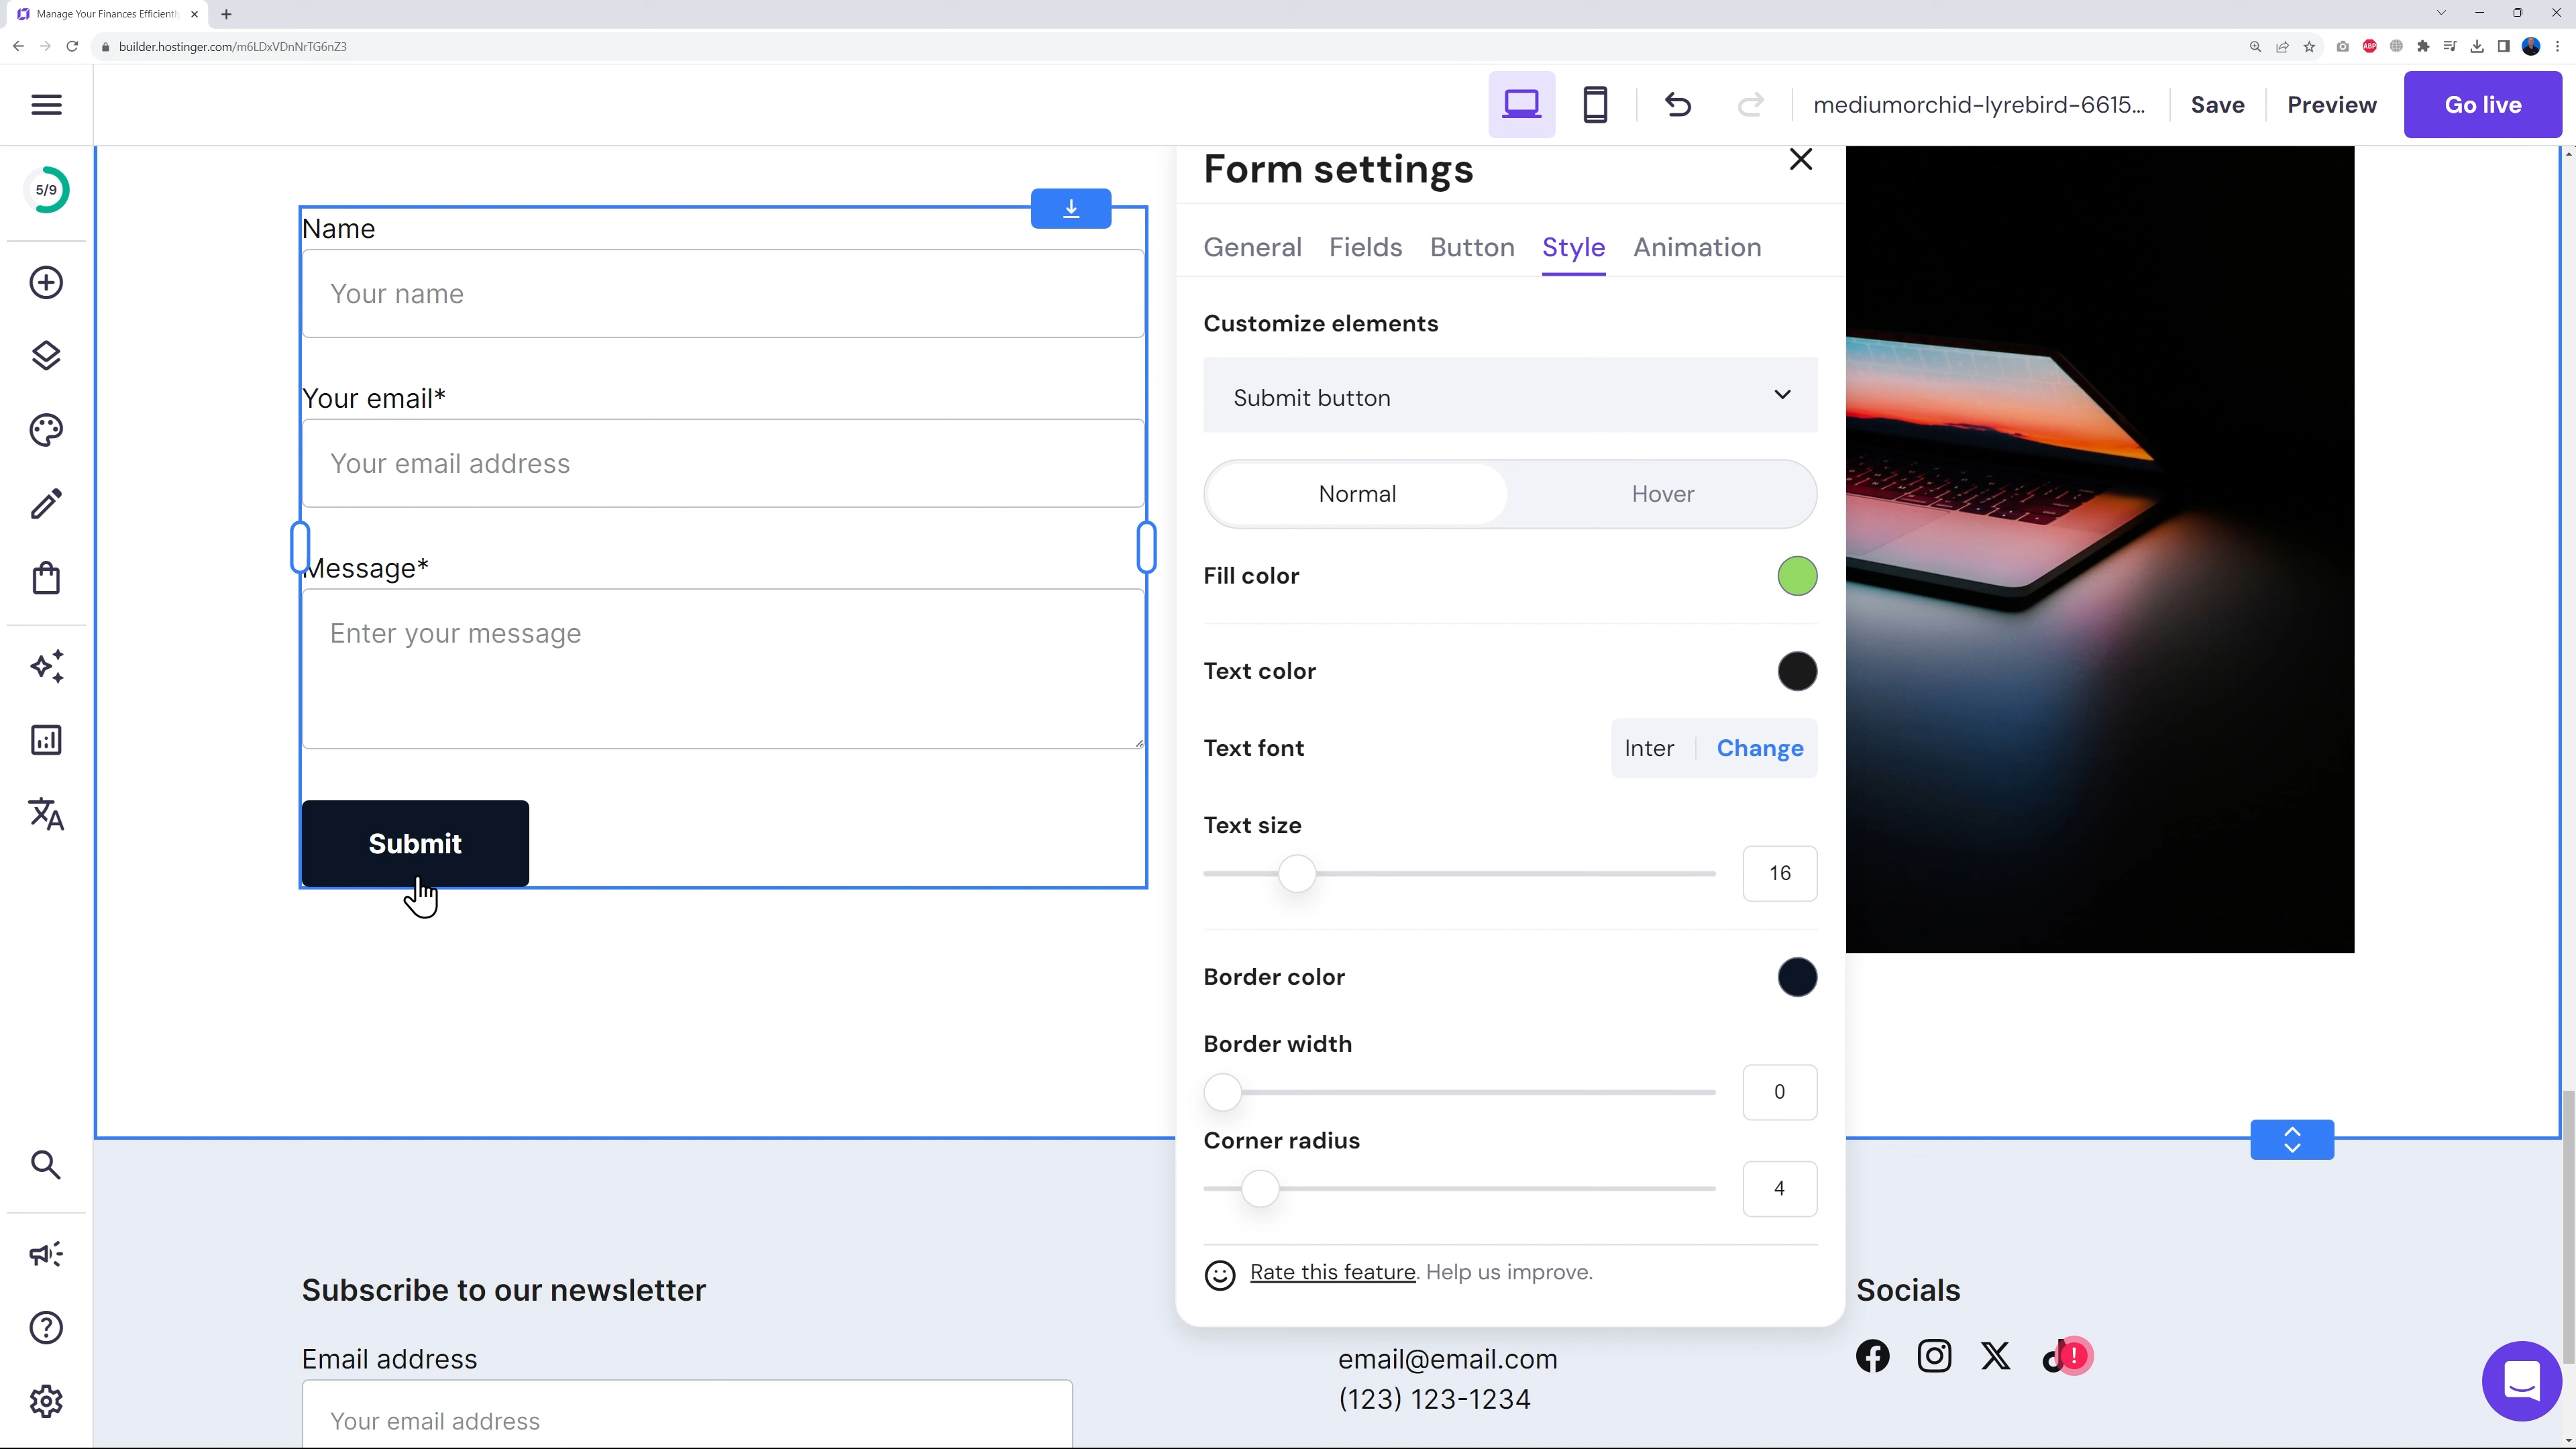 Manage Your Finances Efficiently
builder.hostinger.com/m6LDxVDnNrTG6nZ3
ABP
mediumorchid-lyrebird-6615...
Save
Preview
Go live
5/9
Name
Your name
Your email*
Your email address
Message*
Enter your message
Submit
Form settings
General
Fields
Button
Style
Animation
Customize elements
Submit button
Normal
Hover
Fill color
Text color
Text font
Inter
Change
Text size
16
Border color
Border width
0
Corner radius
4
Rate this feature. Help us improve.
Subscribe to our newsletter
Email address
Your email address
email@email.com
(123) 123-1234
Socials